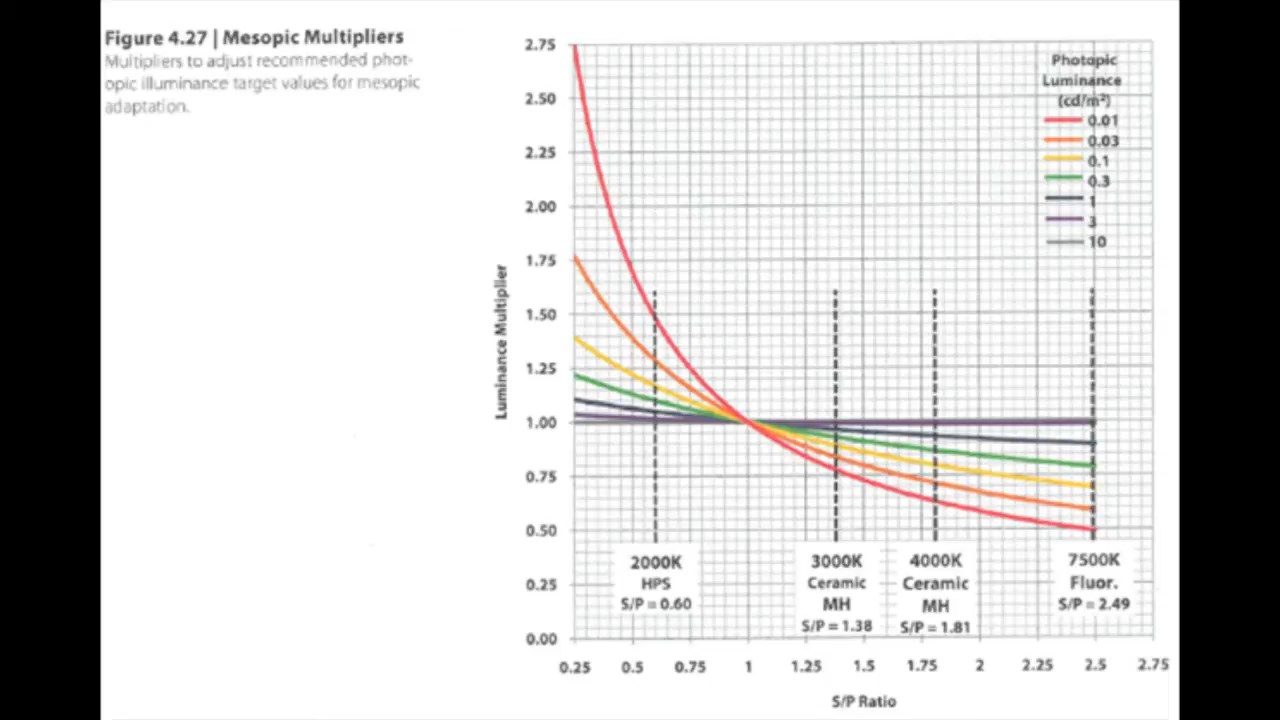 Figure 4.27 | Mesopic Multipliers
Multipliers to adjust recommended phot-
opic illuminance target values for mesopic
adaptation.
Luminance Multiplier
2.75
2.50
2.25
2.00
1.75
1.50
1.25
1.00
0.75
0.50
0.25
0.00
Photopic
Luminance
(cd/m²)
0.01
0.03
0.1
0.3
1
3
10
2000K
HPS
S/P = 0.60
3000K
Ceramic
MH
S/P = 1.38
4000K
Ceramic
MH
S/P = 1.81
7500K
Fluor.
S/P = 2.49
0.25 0.5 0.75 1 1.25 1.5 1.75 2 2.25 2.5 2.75
S/P Ratio